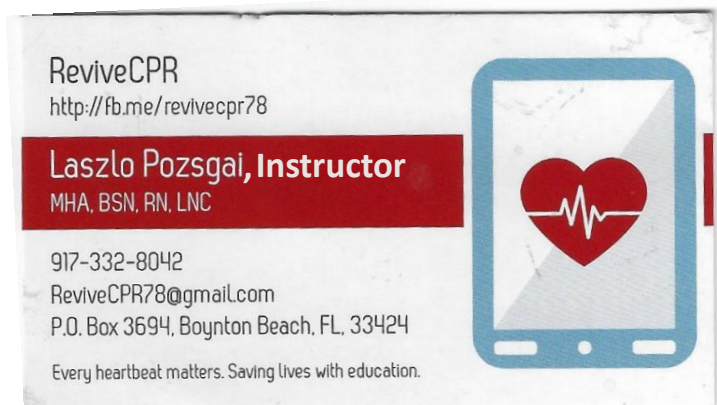 ReviveCPR
http://fb.me/revivecpr78
Laszlo Pozsgai, Instructor
MHA, BSN, RN, LNC
917-332-8042
ReviveCPR78@gmail.com
P.O. Box 3694, Boynton Beach, FL, 33424
Every heartbeat matters. Saving lives with education.